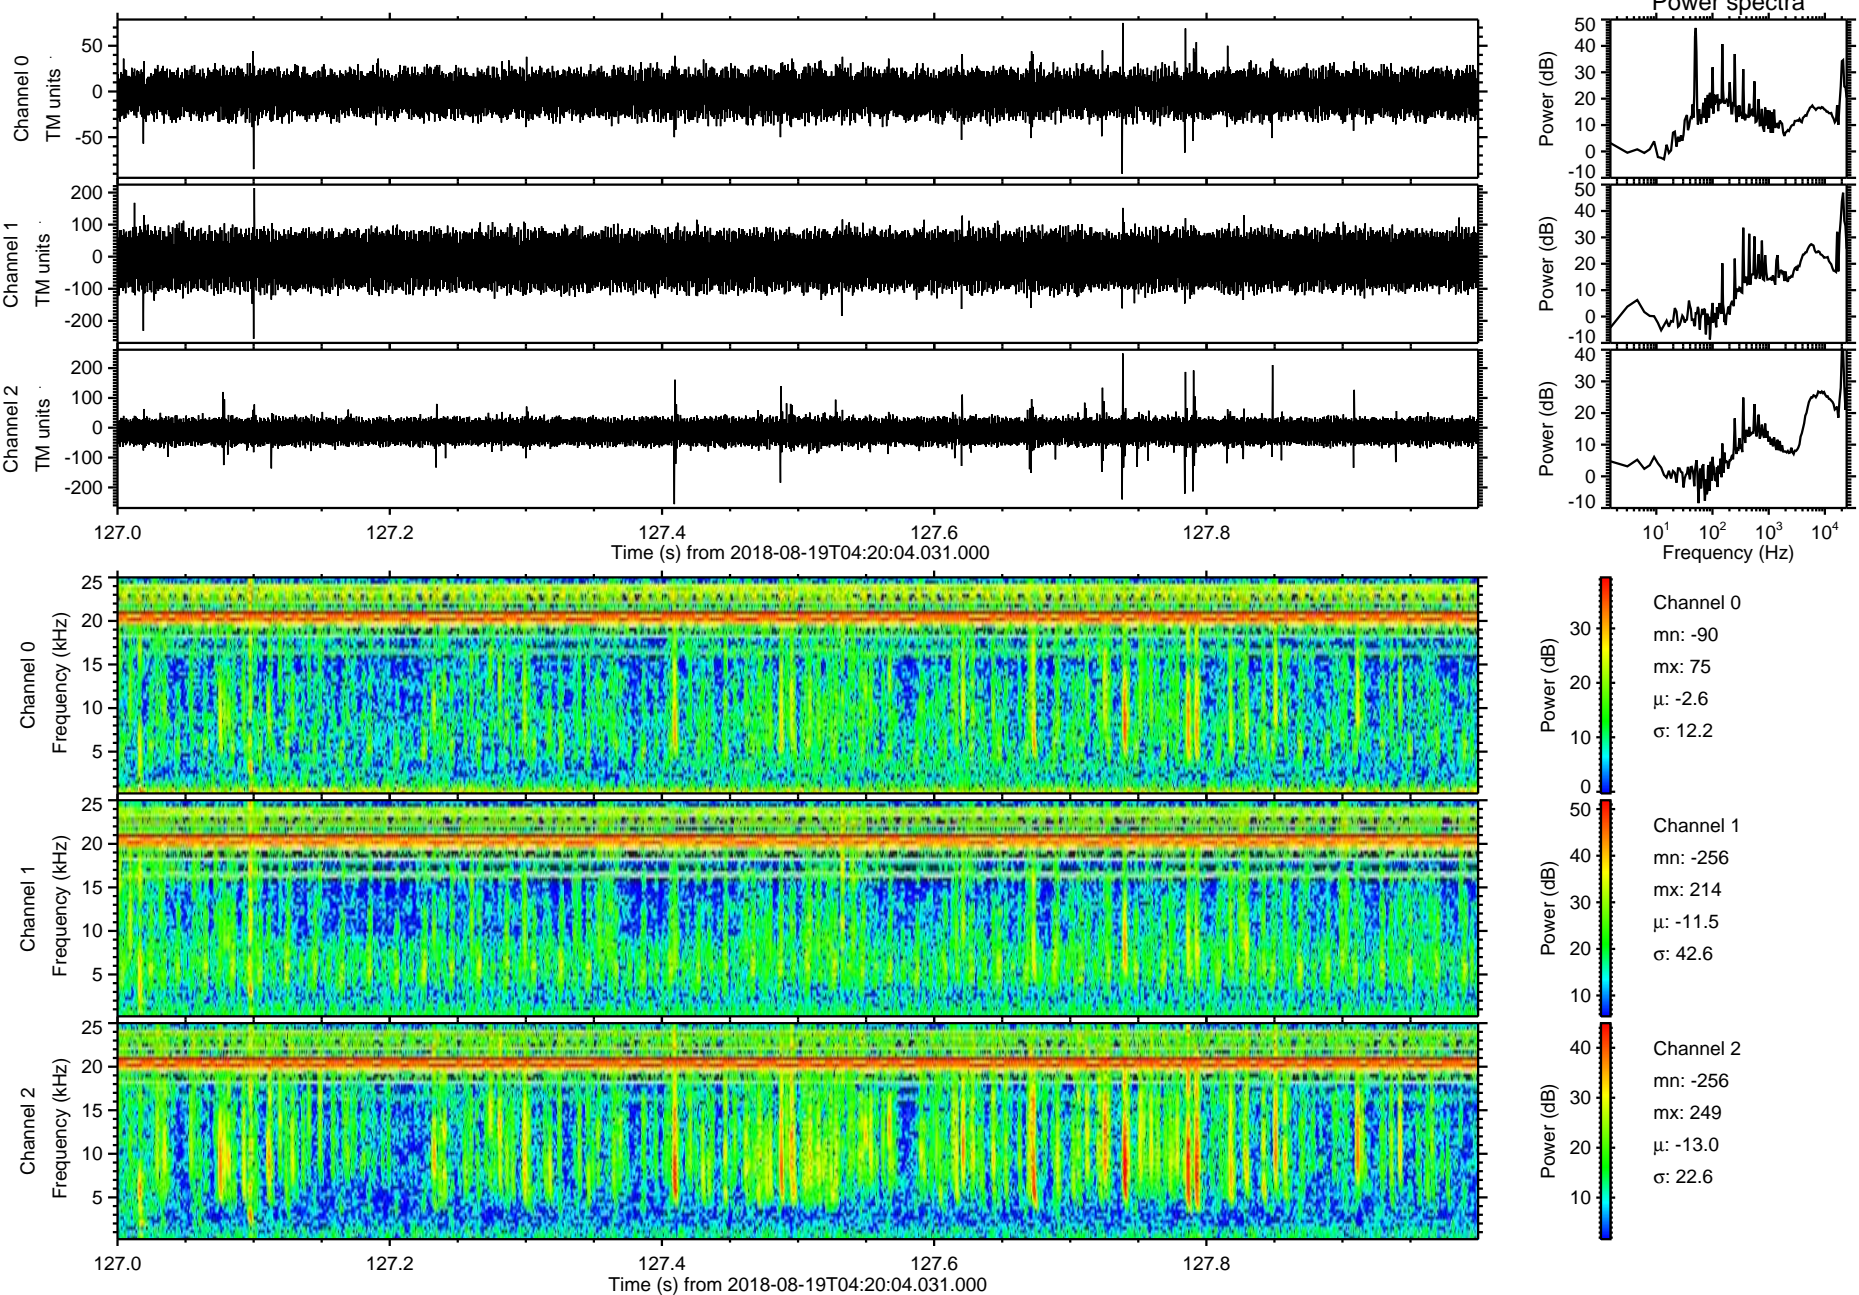 Power spectra
Channel 0
TM units
50
0
-50
Power (dB)
50
40
30
20
10
0
-10
Channel 1
TM units
200
100
0
-100
-200
Power (dB)
50
40
30
20
10
0
-10
Channel 2
TM units
200
100
0
-100
-200
Power (dB)
40
30
20
10
0
-10
127.0 127.2 127.4 127.6 127.8
Time (s) from 2018-08-19T04:20:04.031.000
10¹ 10² 10³ 10⁴
Frequency (Hz)
Channel 0
Frequency (kHz)
25
20
15
10
5
Power (dB)
30
20
10
0
Channel 0
mn: -90
mx: 75
μ: -2.6
σ: 12.2
Channel 1
Frequency (kHz)
25
20
15
10
5
Power (dB)
50
40
30
20
10
Channel 1
mn: -256
mx: 214
μ: -11.5
σ: 42.6
Channel 2
Frequency (kHz)
25
20
15
10
5
Power (dB)
40
30
20
10
Channel 2
mn: -256
mx: 249
μ: -13.0
σ: 22.6
127.0 127.2 127.4 127.6 127.8
Time (s) from 2018-08-19T04:20:04.031.000